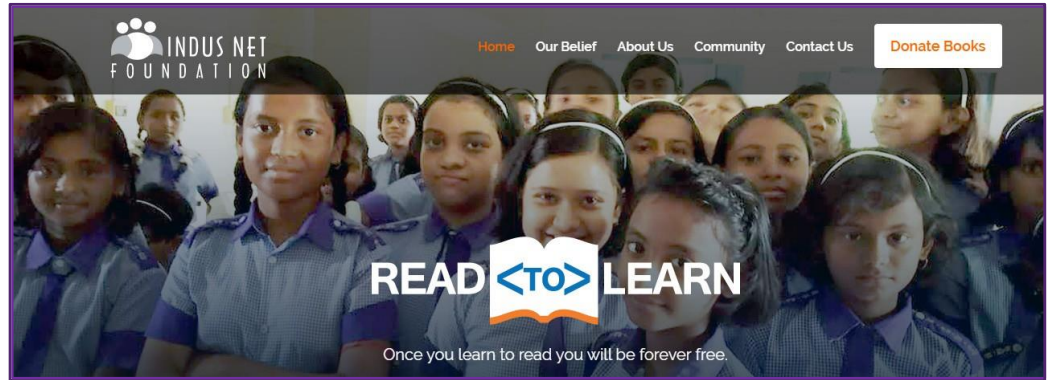 INDUS NET
FOUNDATION
Home Our Belief About Us Community Contact Us Donate Books
READ <TO> LEARN
Once you learn to read you will be forever free.